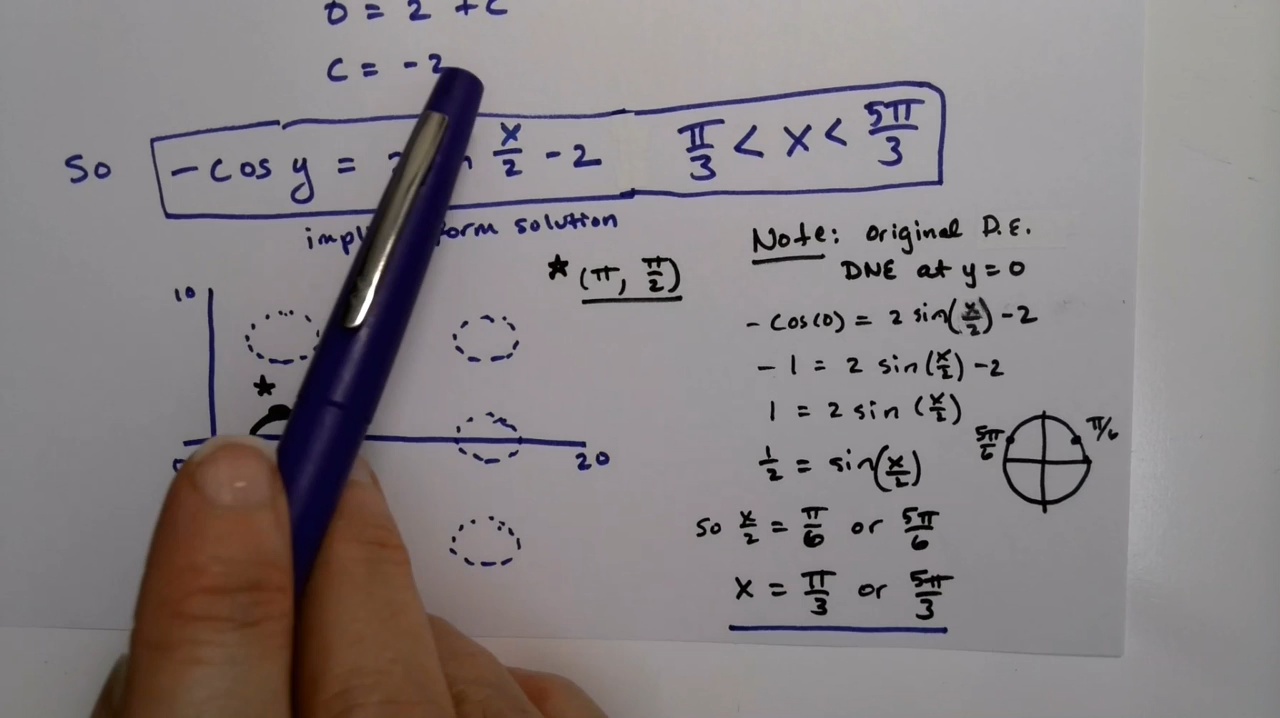 0 = 2 + C
C = -2
So -cos y = x/2 - 2 π/3 < x < 5π/3
form solution
★ (π, π/2)
Note: original D.E.
DNE at y = 0
-cos(0) = 2 sin(x/2) - 2
-1 = 2 sin(x/2) - 2
1 = 2 sin(x/2)
1/2 = sin(x/2)
5π/6 π/6
so x/2 = π/6 or 5π/6
x = π/3 or 5π/3
10
★
20